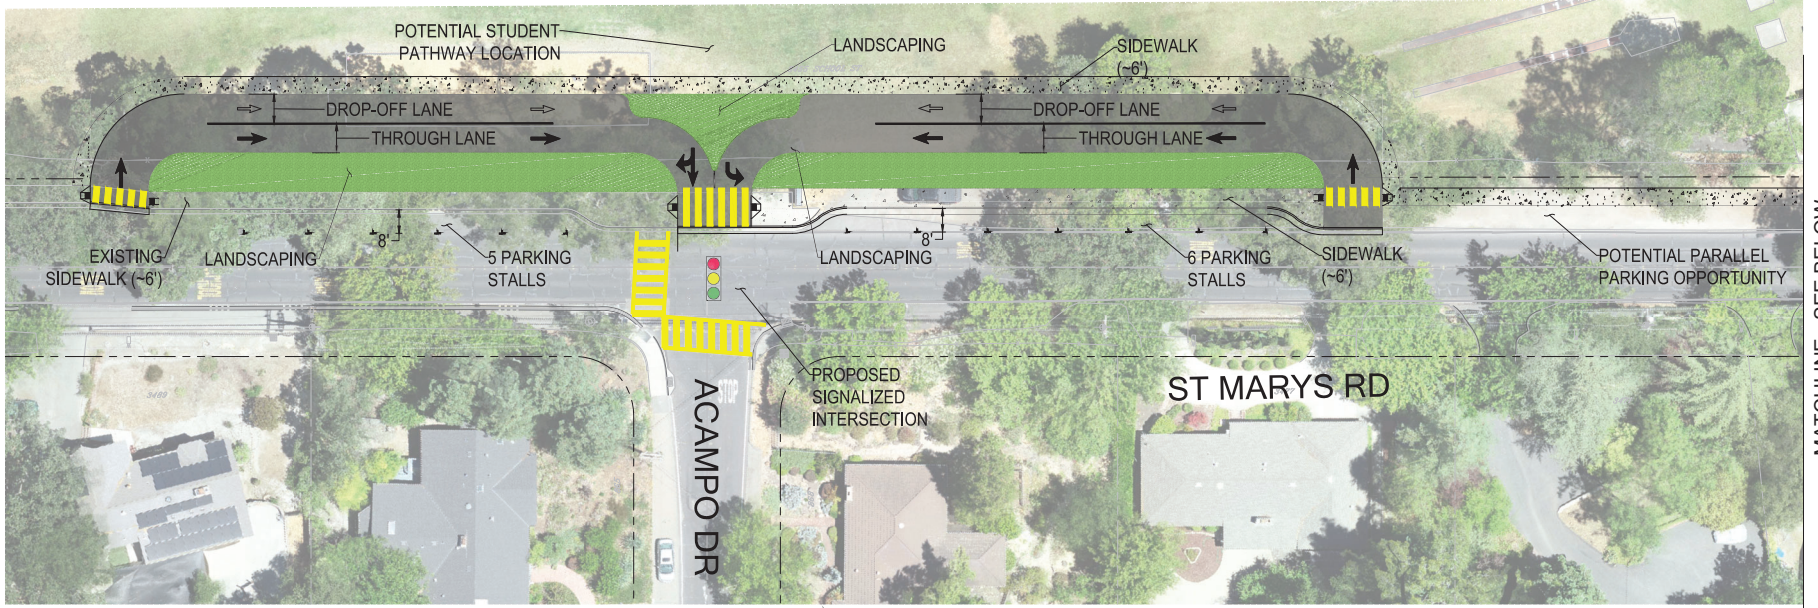 POTENTIAL STUDENT
PATHWAY LOCATION
LANDSCAPING
SIDEWALK
(~6')
DROP-OFF LANE
THROUGH LANE
DROP-OFF LANE
THROUGH LANE
EXISTING
SIDEWALK (~6')
LANDSCAPING
8'
5 PARKING
STALLS
LANDSCAPING
8'
6 PARKING
STALLS
SIDEWALK
(~6')
POTENTIAL PARALLEL
PARKING OPPORTUNITY
PROPOSED
SIGNALIZED
INTERSECTION
STOP
ACAMPO DR
ST MARYS RD
3489